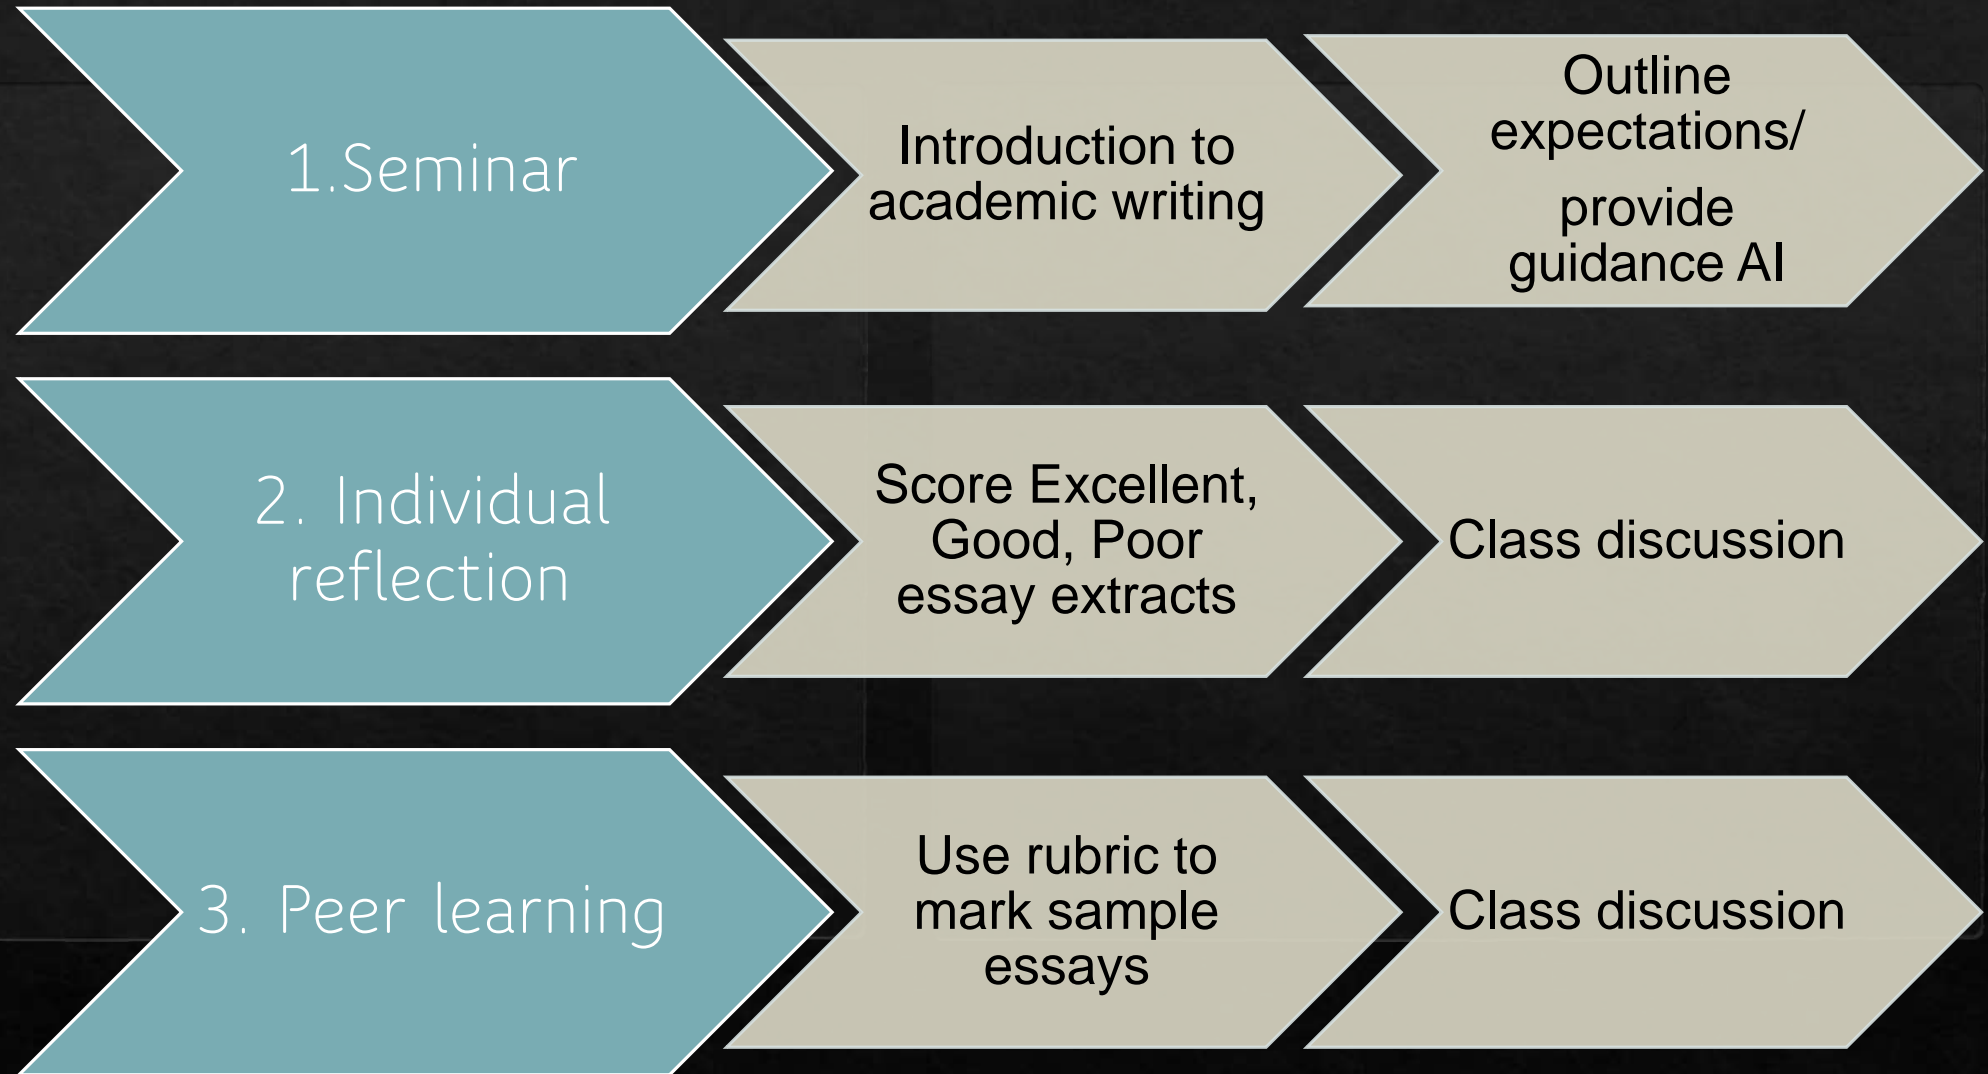 1.Seminar
Introduction to
academic writing
Outline
expectations/
provide
guidance AI
2. Individual
reflection
Score Excellent,
Good, Poor
essay extracts
Class discussion
3. Peer learning
Use rubric to
mark sample
essays
Class discussion